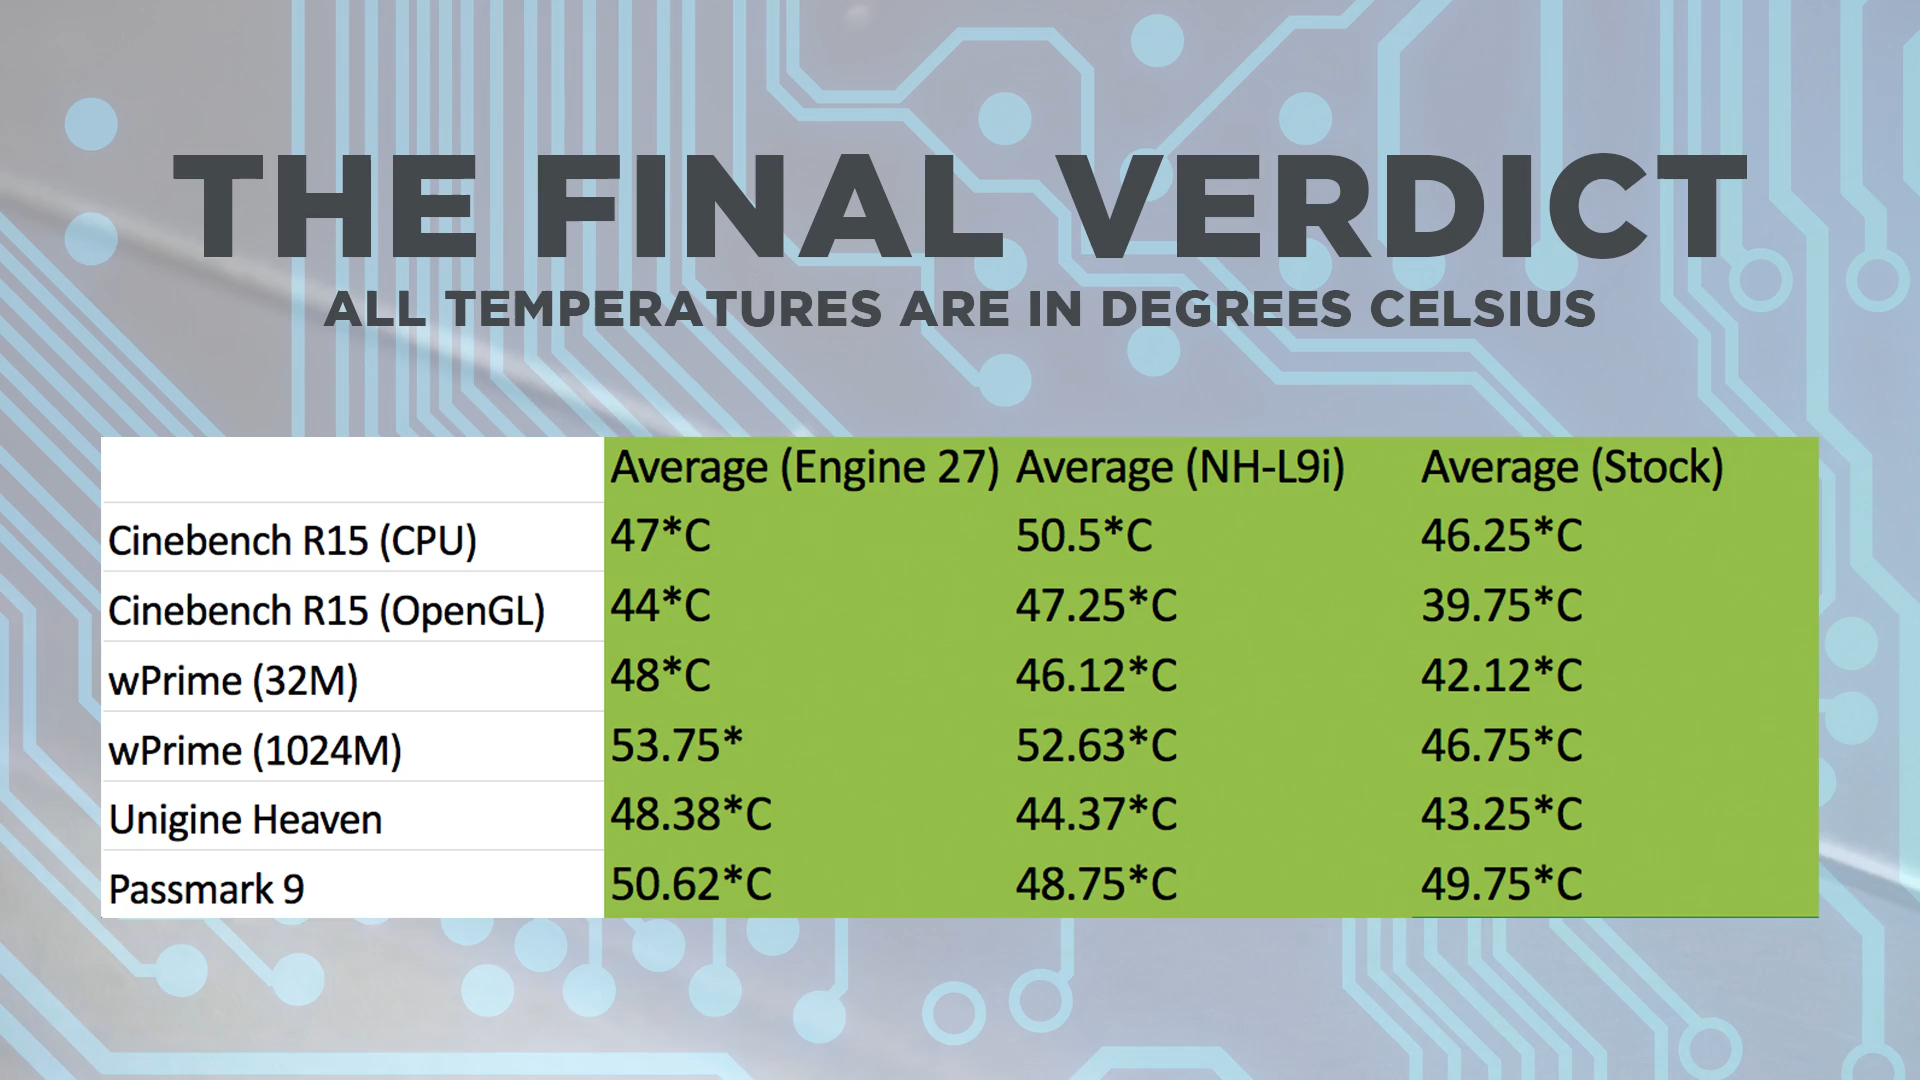 THE FINAL VERDICT
ALL TEMPERATURES ARE IN DEGREES CELSIUS
Average (Engine 27) Average (NH-L9i) Average (Stock)
Cinebench R15 (CPU) 47*C 50.5*C 46.25*C
Cinebench R15 (OpenGL) 44*C 47.25*C 39.75*C
wPrime (32M) 48*C 46.12*C 42.12*C
wPrime (1024M) 53.75* 52.63*C 46.75*C
Unigine Heaven 48.38*C 44.37*C 43.25*C
Passmark 9 50.62*C 48.75*C 49.75*C